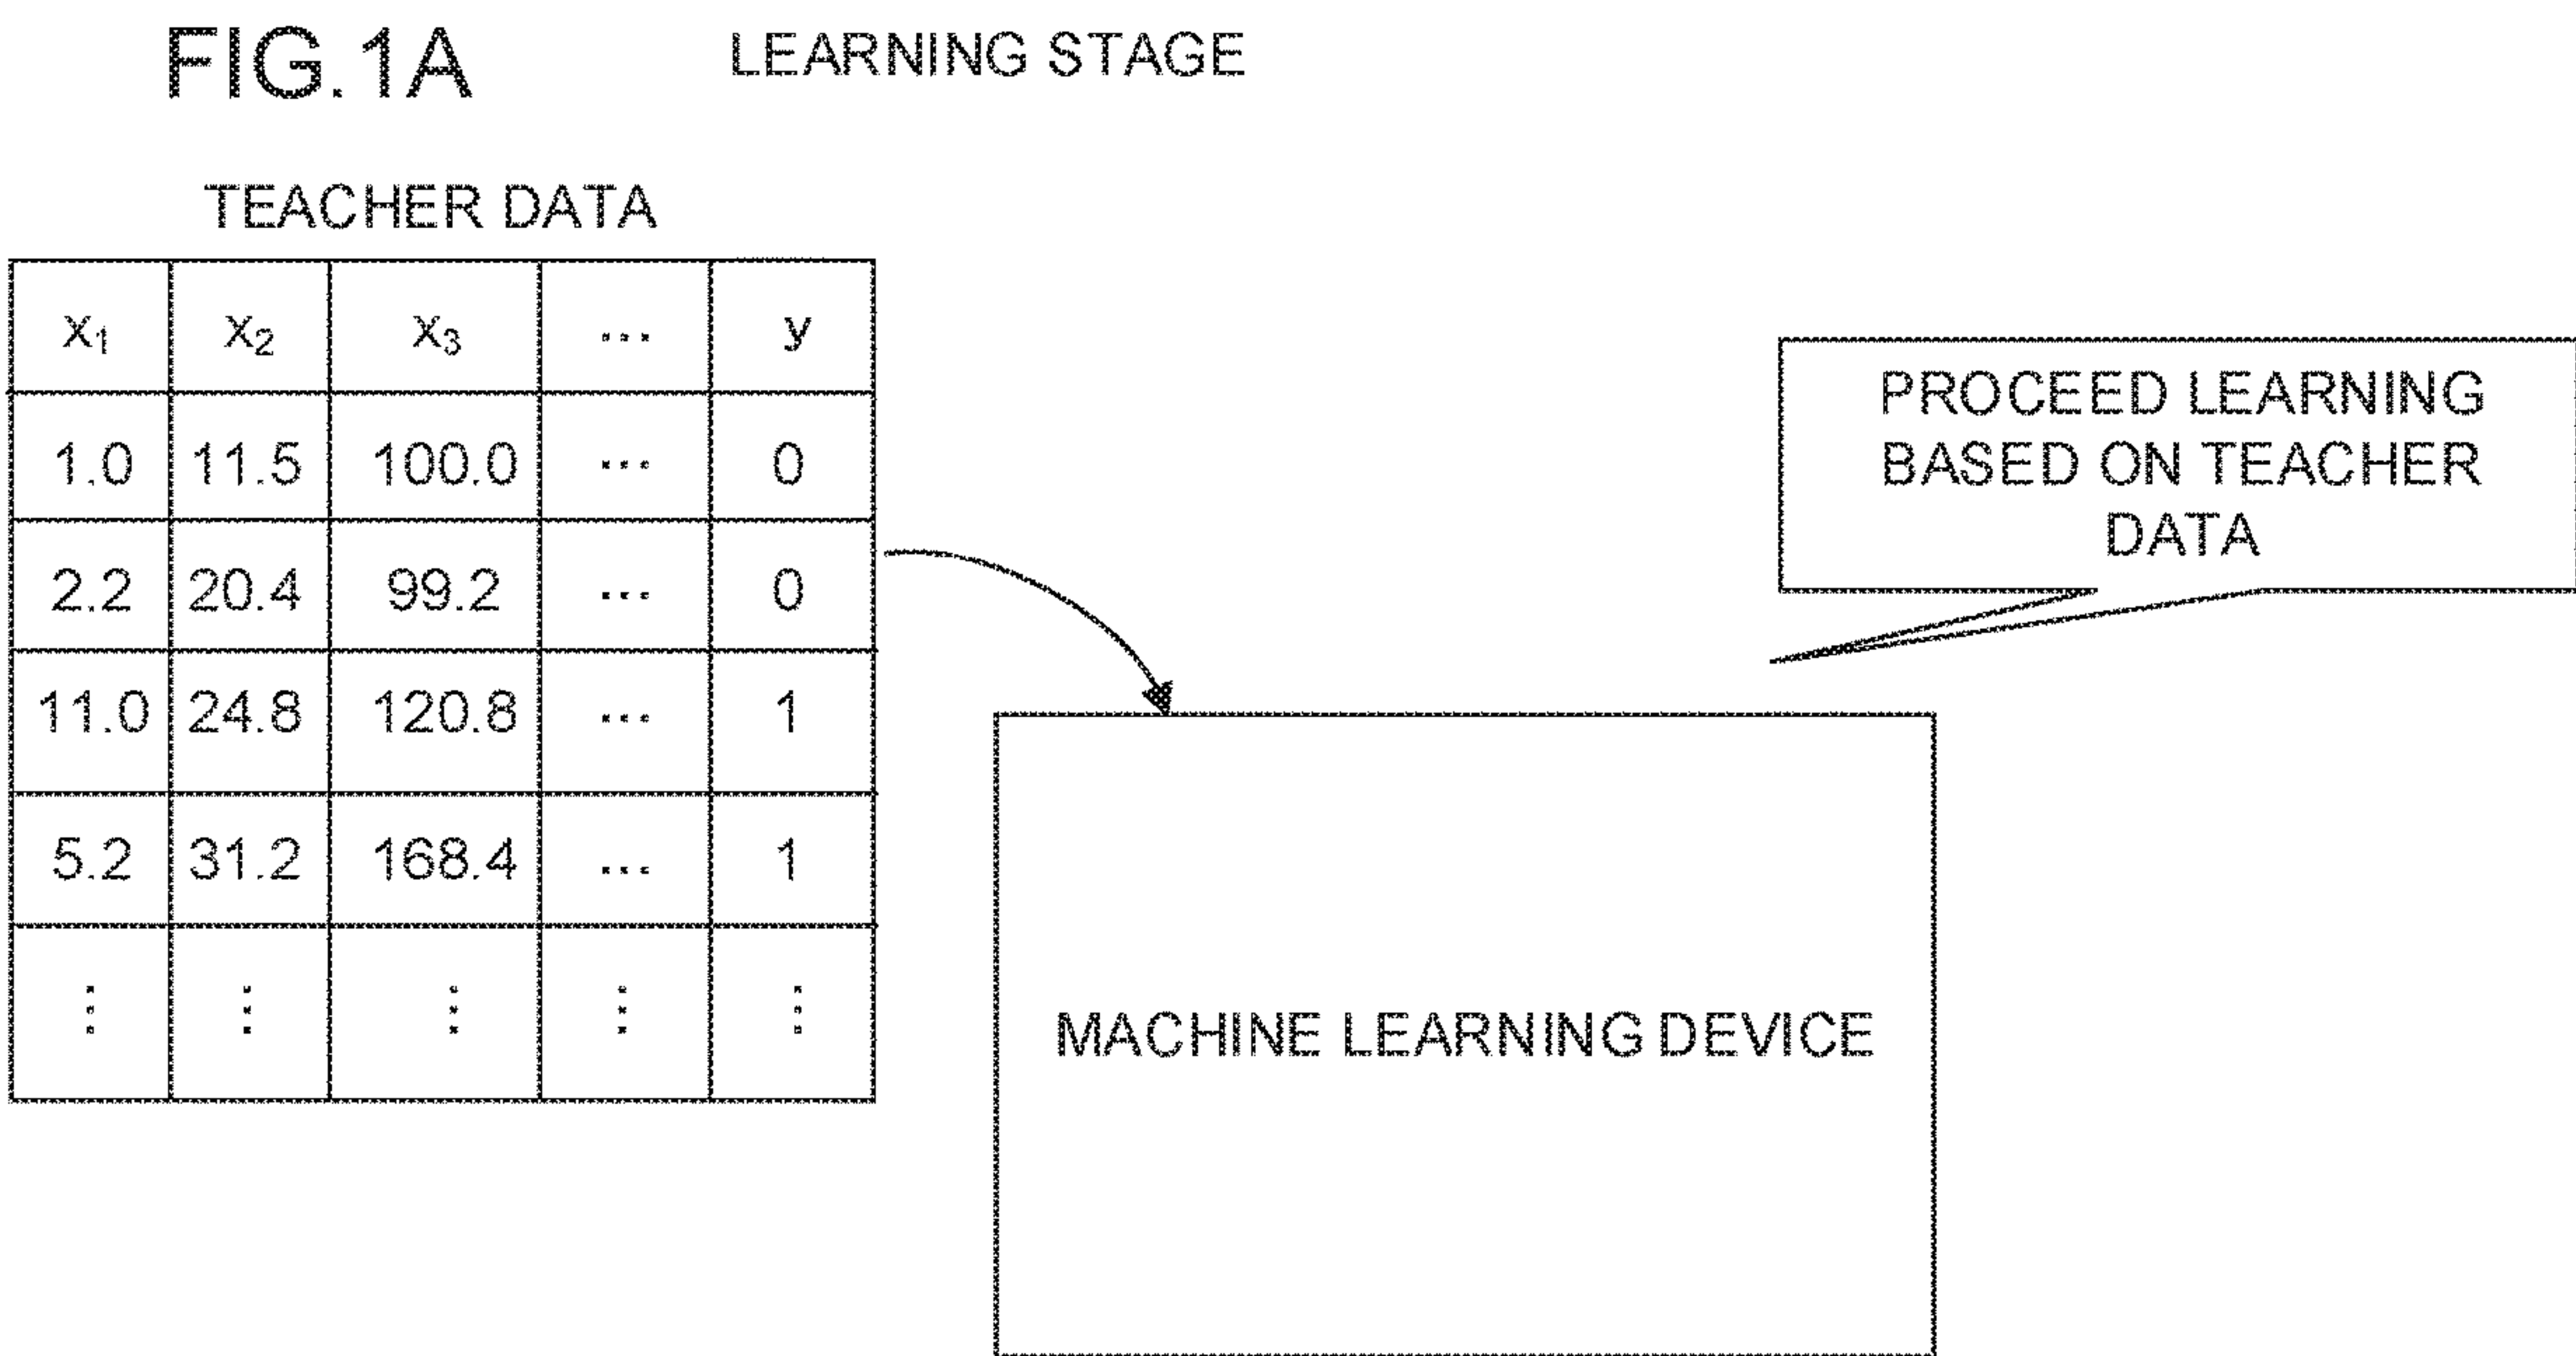 FIG.1A LEARNING STAGE
TEACHER DATA
x₁ x₂ x₃ ... y
1.0 11.5 100.0 ... 0
2.2 20.4 99.2 ... 0
11.0 24.8 120.8 ... 1
5.2 31.2 168.4 ... 1
⋮ ⋮ ⋮ ⋮ ⋮
PROCEED LEARNING
BASED ON TEACHER
DATA
MACHINE LEARNING DEVICE